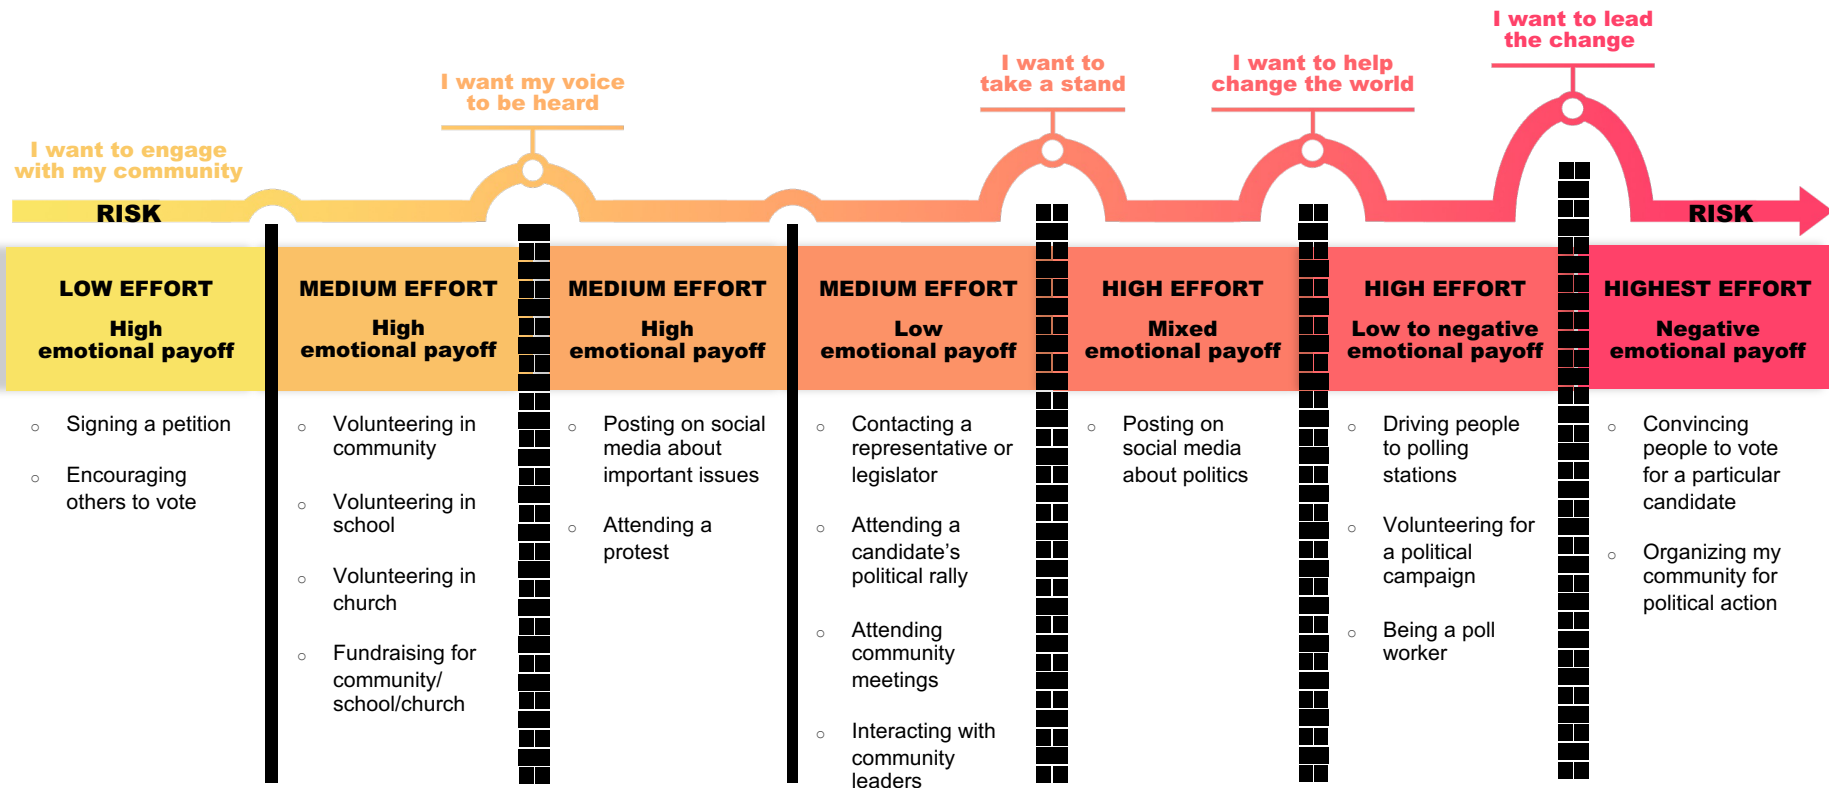 I want to engage
with my community
I want my voice
to be heard
I want to
take a stand
I want to help
change the world
I want to lead
the change
RISK
RISK
LOW EFFORT
High
emotional payoff
○ Signing a petition
○ Encouraging
others to vote
MEDIUM EFFORT
High
emotional payoff
○ Volunteering in
community
○ Volunteering in
school
○ Volunteering in
church
○ Fundraising for
community/
school/church
MEDIUM EFFORT
High
emotional payoff
○ Posting on social
media about
important issues
○ Attending a
protest
MEDIUM EFFORT
Low
emotional payoff
○ Contacting a
representative or
legislator
○ Attending a
candidate’s
political rally
○ Attending
community
meetings
○ Interacting with
community
leaders
HIGH EFFORT
Mixed
emotional payoff
○ Posting on
social media
about politics
HIGH EFFORT
Low to negative
emotional payoff
○ Driving people
to polling
stations
○ Volunteering for
a political
campaign
○ Being a poll
worker
HIGHEST EFFORT
Negative
emotional payoff
○ Convincing
people to vote
for a particular
candidate
○ Organizing my
community for
political action